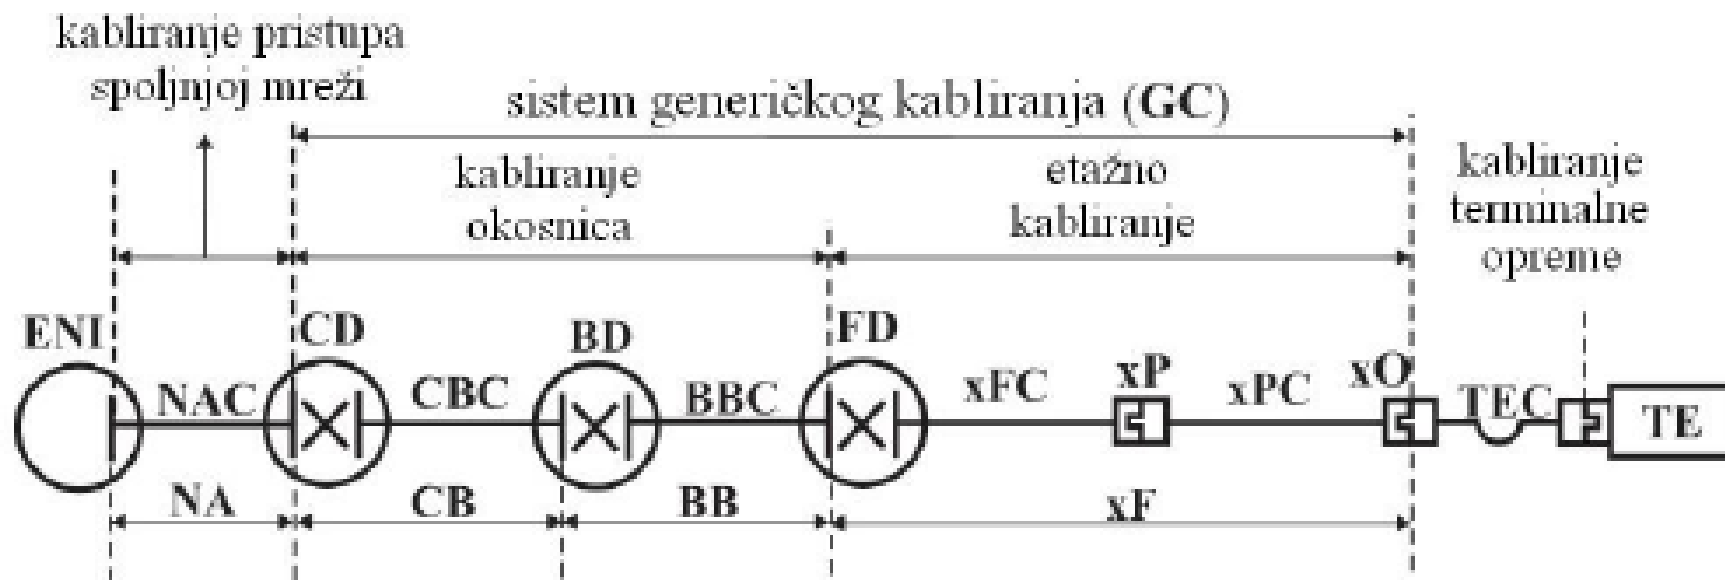 kabliranje pristupa
spoljnjoj mreži
sistem generičkog kabliranja (GC)
kabliranje
okosnica
etažno
kabliranje
kabliranje
terminalne
opreme
ENI
CD
BD
FD
NAC
CBC
BBC
xFC
xP
xPC
xO
TEC
TE
NA
CB
BB
xF